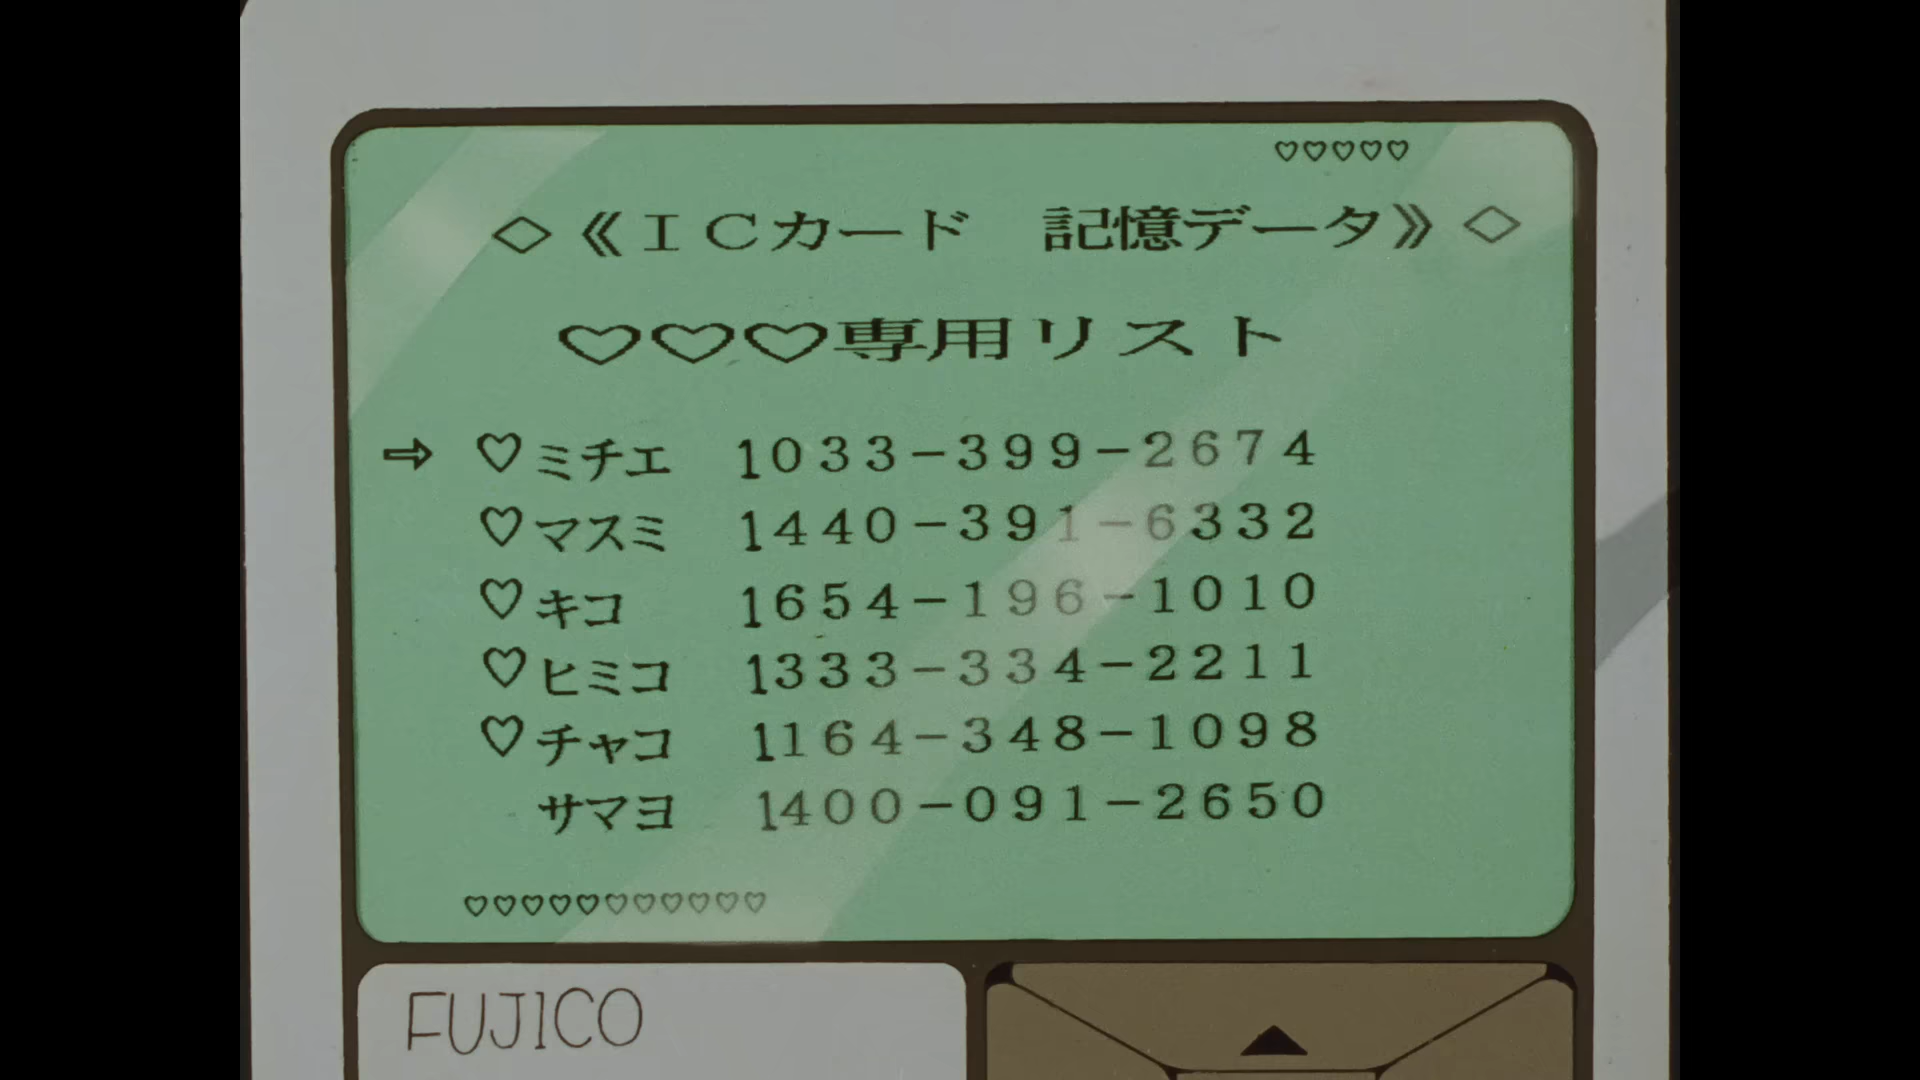 ♡♡♡♡♡
◇《ICカード　記憶データ》◇
♡♡♡専用リスト
⇨ ♡ミチエ 1033-399-2674
♡マスミ 1440-391-6332
♡キコ 1654-196-1010
♡ヒミコ 1333-334-2211
♡チャコ 1164-348-1098
サマヨ 1400-091-2650
♡♡♡♡♡♡♡♡♡♡♡
FUJICO